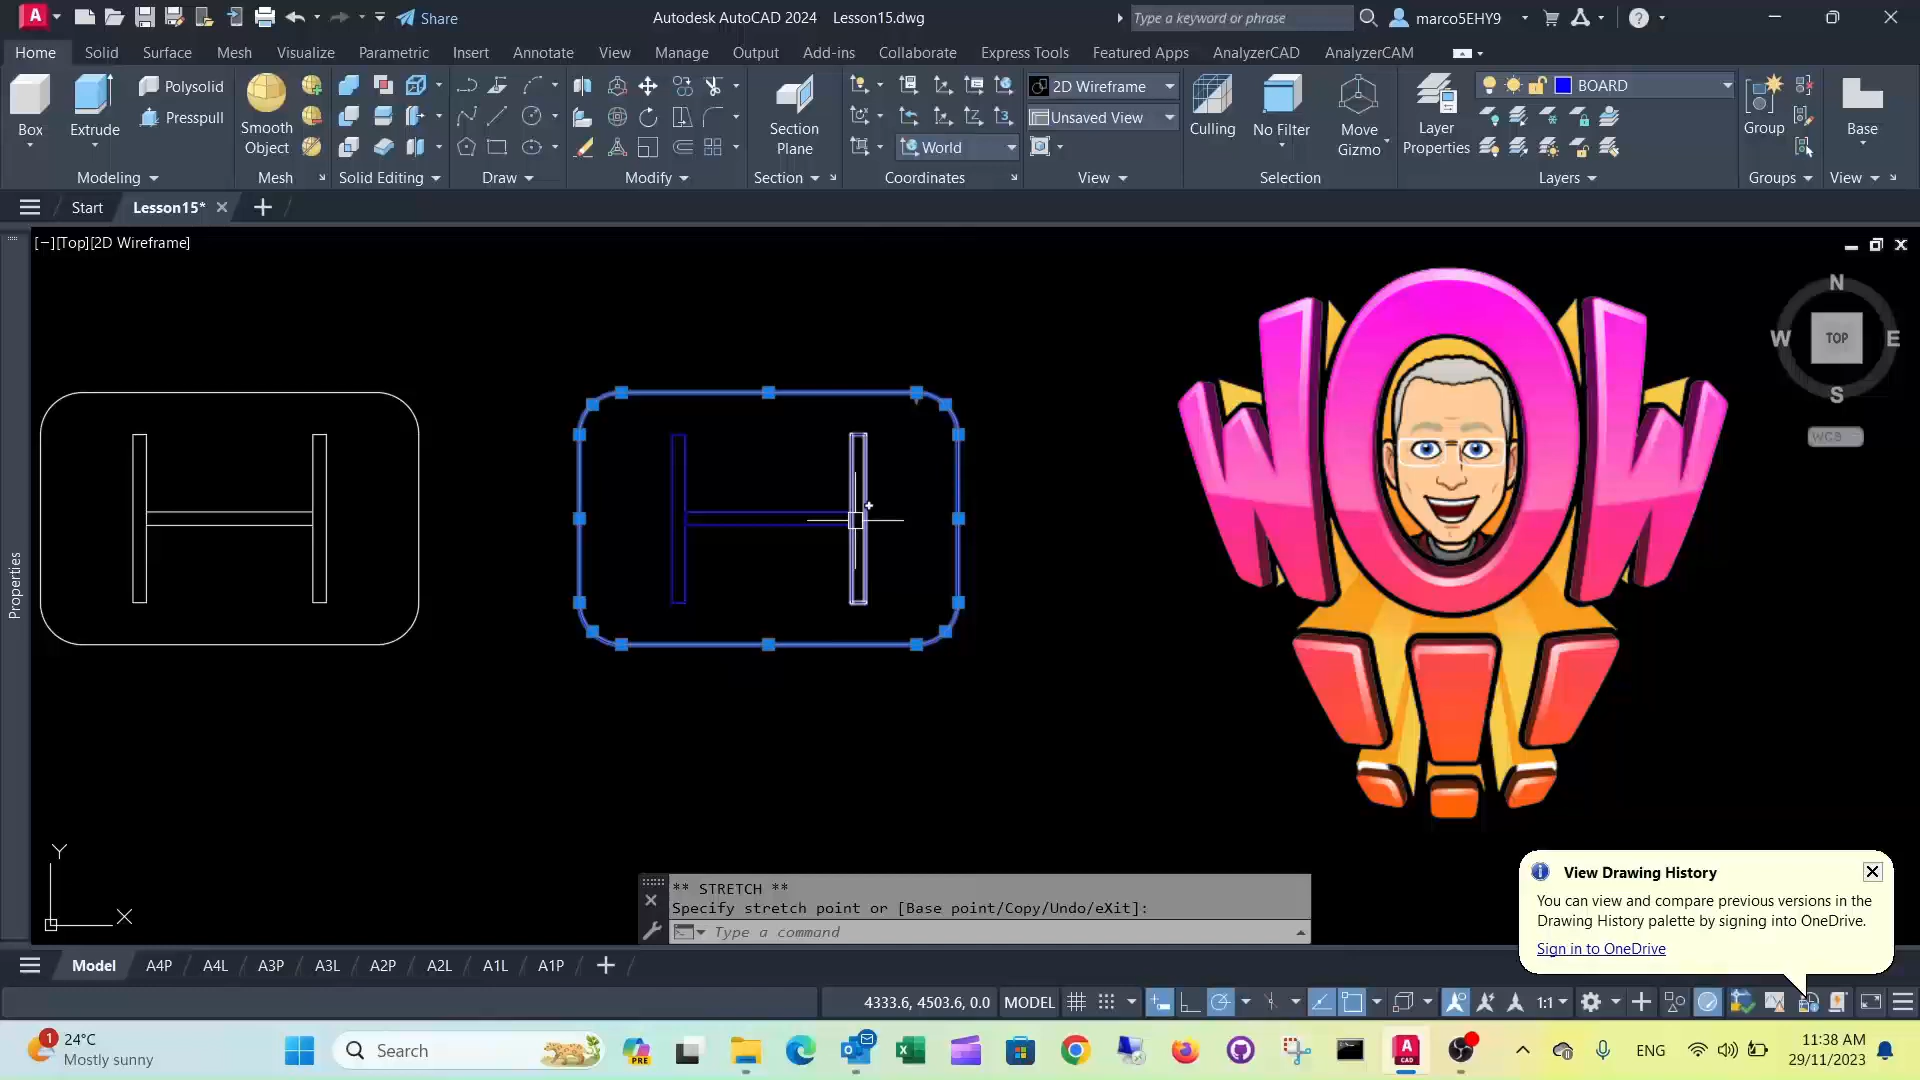 Share
Autodesk AutoCAD 2024 Lesson15.dwg
Type a keyword or phrase
marco5EHY9
Home Solid Surface Mesh Visualize Parametric Insert Annotate View Manage Output Add-ins Collaborate Express Tools Featured Apps AnalyzerCAD AnalyzerCAM
Box
Extrude
Polysolid
Presspull
Smooth Object
Section Plane
World
2D Wireframe
Unsaved View
Culling
No Filter
Move Gizmo
Layer Properties
BOARD
Group
Base
Modeling Mesh Solid Editing Draw Modify Section Coordinates View Selection Layers Groups View
Start Lesson15*
[−][Top][2D Wireframe]
N
W TOP E
S
WCB
WOW
!!!
Properties
Y
X
** STRETCH **
Specify stretch point or [Base point/Copy/Undo/eXit]:
Type a command
View Drawing History
You can view and compare previous versions in the
Drawing History palette by signing into OneDrive.
Sign in to OneDrive
Model A4P A4L A3P A3L A2P A2L A1L A1P
4333.6, 4503.6, 0.0 MODEL
1:1
1
24°C
Mostly sunny
Search
PRE
A CAD
ENG
11:38 AM
29/11/2023